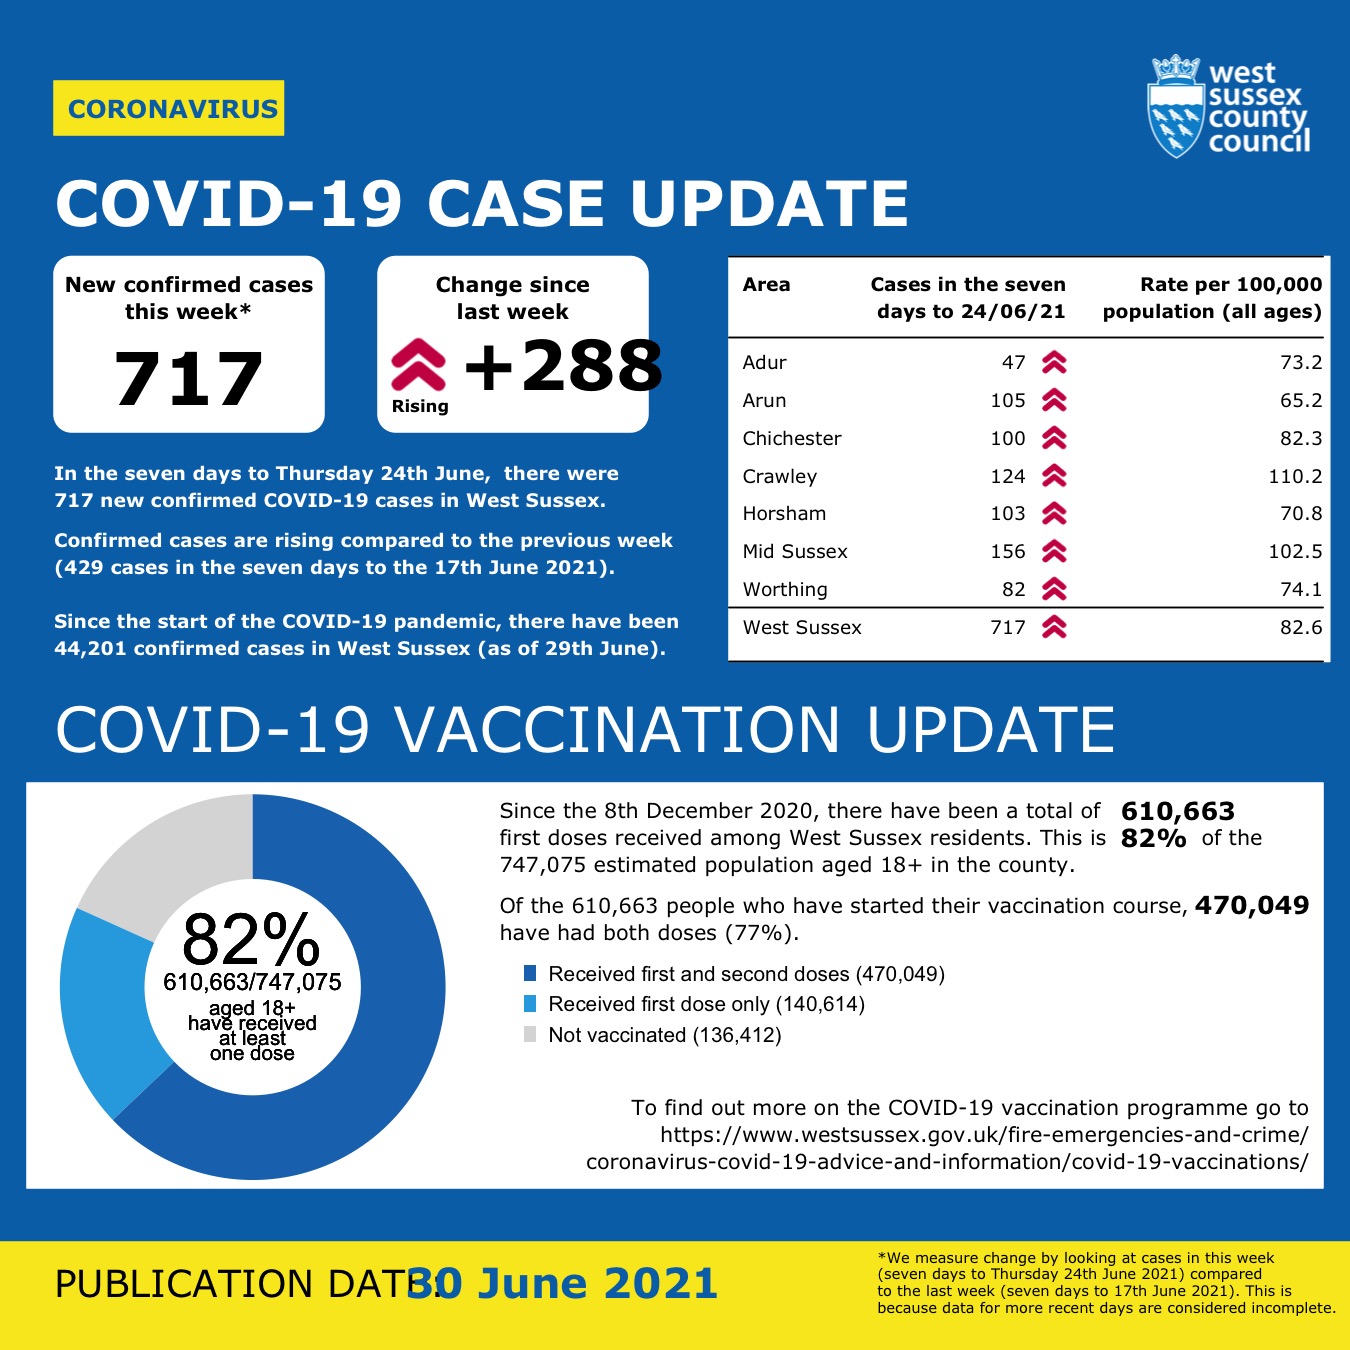 CORONAVIRUS
west
sussex
county
council
COVID-19 CASE UPDATE
New confirmed cases
this week*
717
Change since
last week
+288
Rising
In the seven days to Thursday 24th June,  there were
717 new confirmed COVID-19 cases in West Sussex.
Confirmed cases are rising compared to the previous week
(429 cases in the seven days to the 17th June 2021).
Since the start of the COVID-19 pandemic, there have been
44,201 confirmed cases in West Sussex (as of 29th June).
Area Cases in the seven Rate per 100,000
days to 24/06/21 population (all ages)
Adur 47 73.2
Arun 105 65.2
Chichester 100 82.3
Crawley 124 110.2
Horsham 103 70.8
Mid Sussex 156 102.5
Worthing 82 74.1
West Sussex 717 82.6
COVID-19 VACCINATION UPDATE
82%
610,663/747,075
aged 18+
have received
at least
one dose
Since the 8th December 2020, there have been a total of 610,663
first doses received among West Sussex residents. This is 82% of the
747,075 estimated population aged 18+ in the county.
Of the 610,663 people who have started their vaccination course, 470,049
have had both doses (77%).
Received first and second doses (470,049)
Received first dose only (140,614)
Not vaccinated (136,412)
To find out more on the COVID-19 vaccination programme go to
https://www.westsussex.gov.uk/fire-emergencies-and-crime/
coronavirus-covid-19-advice-and-information/covid-19-vaccinations/
PUBLICATION DATE: 30 June 2021
*We measure change by looking at cases in this week
(seven days to Thursday 24th June 2021) compared
to the last week (seven days to 17th June 2021). This is
because data for more recent days are considered incomplete.